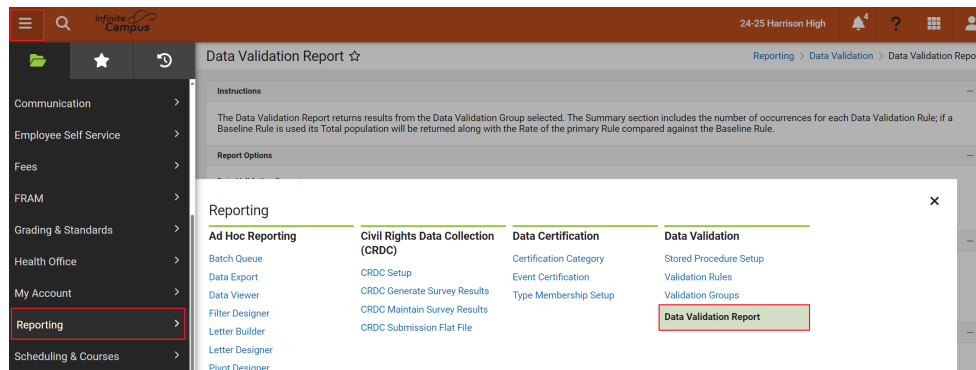 Infinite Campus
24-25 Harrison High
4
?
Data Validation Report
Reporting > Data Validation > Data Validation Repo
Communication
Employee Self Service
Fees
FRAM
Grading & Standards
Health Office
My Account
Reporting
Scheduling & Courses
Instructions
The Data Validation Report returns results from the Data Validation Group selected. The Summary section includes the number of occurrences for each Data Validation Rule; if a
Baseline Rule is used its Total population will be returned along with the Rate of the primary Rule compared against the Baseline Rule.
Report Options
Reporting
Ad Hoc Reporting
Batch Queue
Data Export
Data Viewer
Filter Designer
Letter Builder
Letter Designer
Pivot Designer
Civil Rights Data Collection
(CRDC)
CRDC Setup
CRDC Generate Survey Results
CRDC Maintain Survey Results
CRDC Submission Flat File
Data Certification
Certification Category
Event Certification
Type Membership Setup
Data Validation
Stored Procedure Setup
Validation Rules
Validation Groups
Data Validation Report